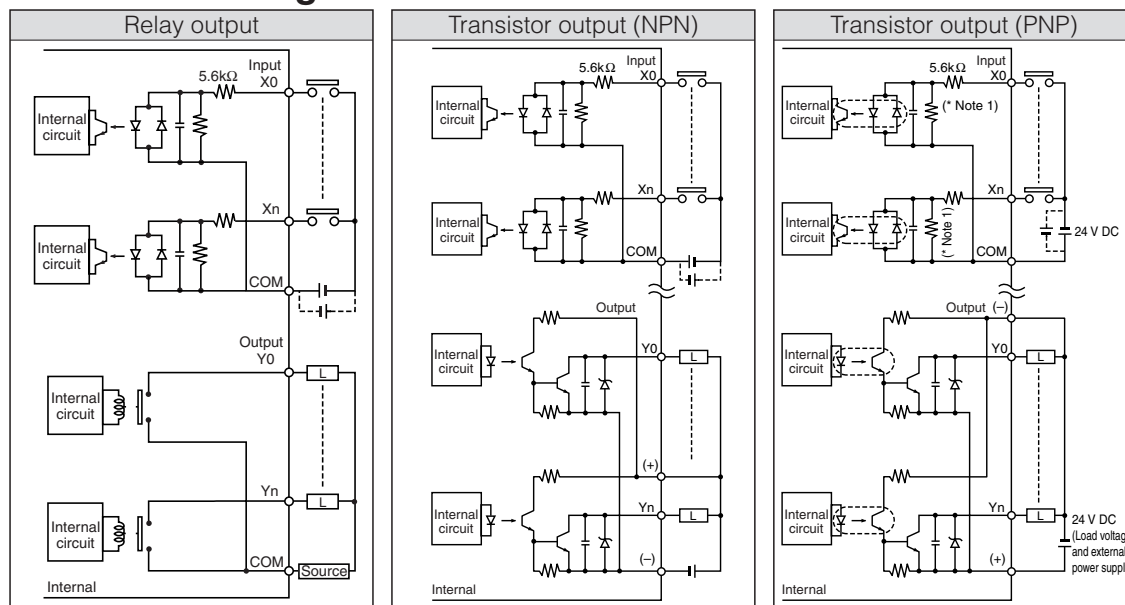 Relay output
Input
X0
5.6kΩ
Internal
circuit
Xn
Internal
circuit
COM
Output
Y0
L
Internal
circuit
Yn
L
Internal
circuit
COM
Source
Internal
Transistor output (NPN)
Input
X0
5.6kΩ
Internal
circuit
Xn
Internal
circuit
COM
Output
Y0
L
Internal
circuit
(+)
Yn
L
Internal
circuit
(–)
Internal
Transistor output (PNP)
Input
X0
5.6kΩ
(* Note 1)
Internal
circuit
Xn
Internal
circuit
(* Note 1)
24 V DC
COM
Output (–)
Y0
L
Internal
circuit
Yn
L
Internal
circuit
24 V DC
(Load voltag
and external
power suppl
(+)
Internal